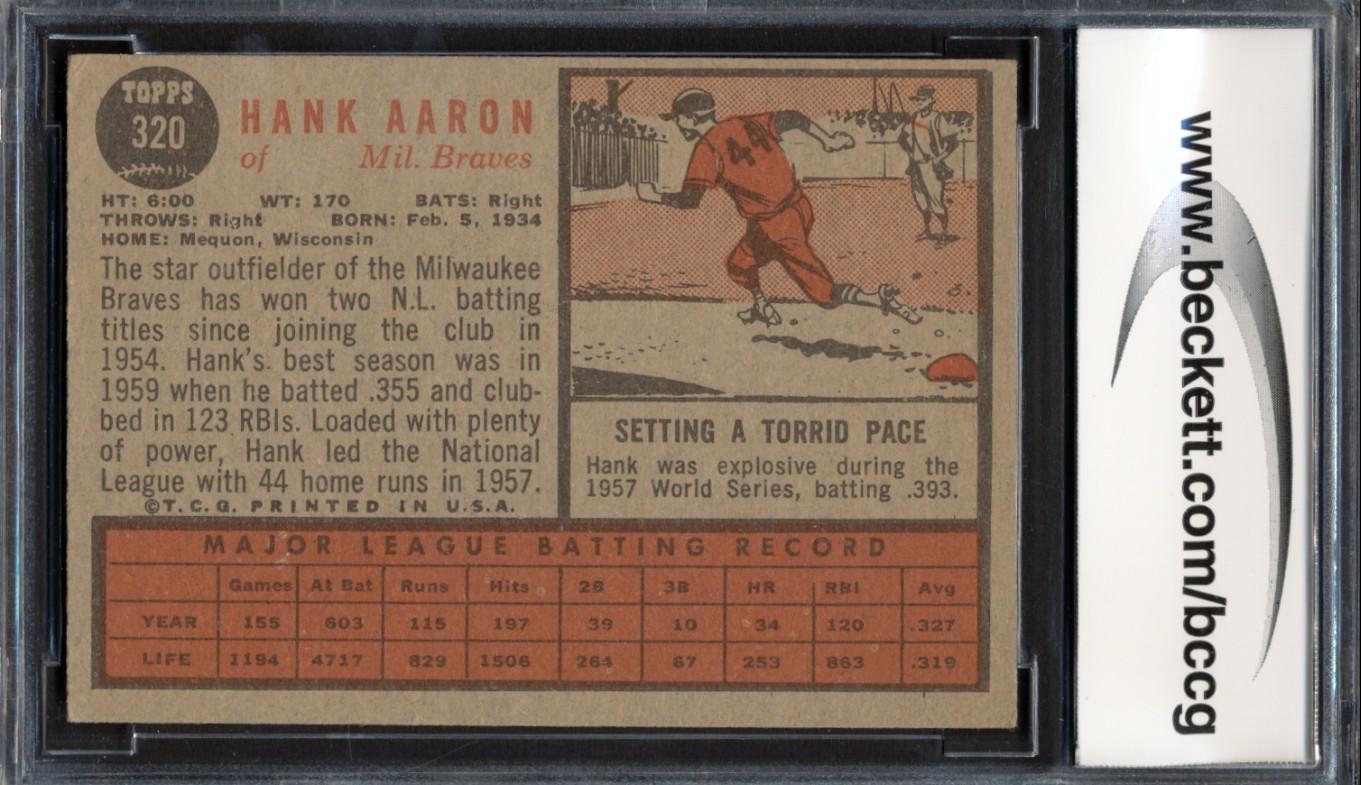 TOPPS
320
HANK AARON
of Mil. Braves
HT: 6:00 WT: 170 BATS: Right
THROWS: Right BORN: Feb. 5, 1934
HOME: Mequon, Wisconsin
The star outfielder of the Milwaukee
Braves has won two N.L. batting
titles since joining the club in
1954. Hank's best season was in
1959 when he batted .355 and club-
bed in 123 RBIs. Loaded with plenty
of power, Hank led the National
League with 44 home runs in 1957.
©T.C.G. PRINTED IN U.S.A.
44
SETTING A TORRID PACE
Hank was explosive during the
1957 World Series, batting .393.
MAJOR LEAGUE BATTING RECORD
Games At Bat Runs Hits 2B 3B HR RBI Avg
YEAR 155 603 115 197 39 10 34 120 .327
LIFE 1194 4717 829 1506 264 67 253 863 .319
www.beckett.com/bccg